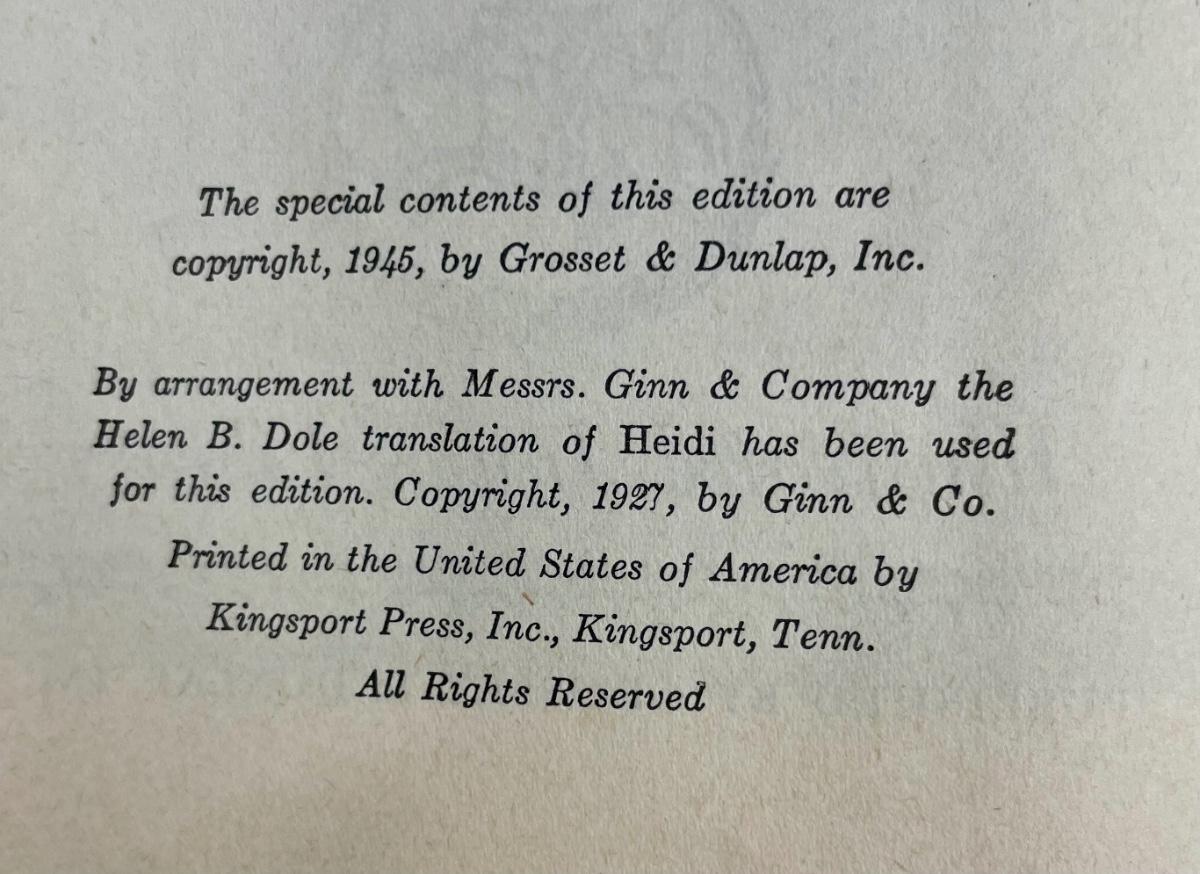 The special contents of this edition are
copyright, 1945, by Grosset & Dunlap, Inc.
By arrangement with Messrs. Ginn & Company the
Helen B. Dole translation of Heidi has been used
for this edition. Copyright, 1927, by Ginn & Co.
Printed in the United States of America by
Kingsport Press, Inc., Kingsport, Tenn.
All Rights Reserved